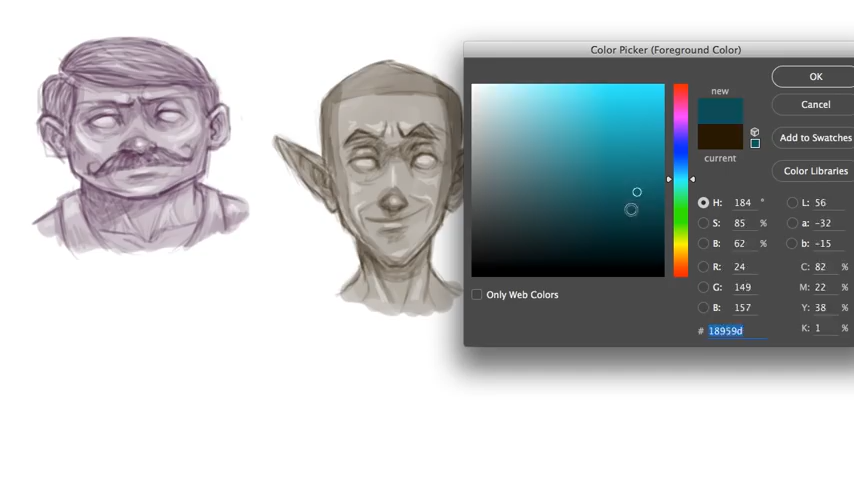 Color Picker (Foreground Color)
new
current
OK
Cancel
Add to Swatches
Color Libraries
H: 184 °
S: 85 %
B: 62 %
R: 24
G: 149
B: 157
# 18959d
L: 56
a: -32
b: -15
C: 82 %
M: 22 %
Y: 38 %
K: 1 %
Only Web Colors